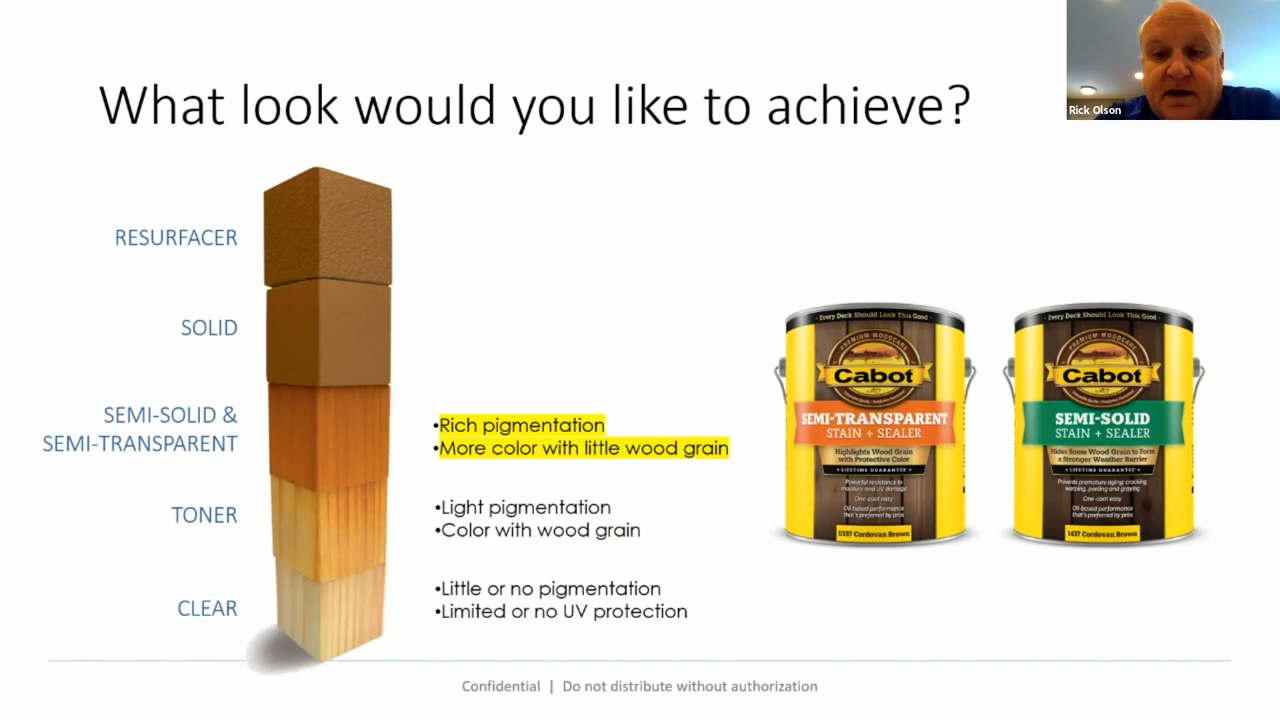 What look would you like to achieve?
Rick Olson
RESURFACER
SOLID
SEMI-SOLID &
SEMI-TRANSPARENT
•Rich pigmentation
•More color with little wood grain
TONER
•Light pigmentation
•Color with wood grain
CLEAR
•Little or no pigmentation
•Limited or no UV protection
· Every Deck Should Look This Good ·
PREMIUM WOODCARE
Cabot
SEMI-TRANSPARENT
STAIN + SEALER
Highlights Wood Grain
with Protective Color
• LIFETIME GUARANTEE •
Powerful resistance to
moisture and UV damage
One-coat easy
Oil-based performance
that's preferred by pros
0337 Cordovan Brown
· Every Deck Should Look This Good ·
PREMIUM WOODCARE
Cabot
SEMI-SOLID
STAIN + SEALER
Hides Some Wood Grain to Form
a Stronger Weather Barrier
• LIFETIME GUARANTEE •
Prevents premature aging: cracking
warping, peeling and graying
One-coat easy
Oil-based performance
that's preferred by pros
1437 Cordovan Brown
Confidential | Do not distribute without authorization